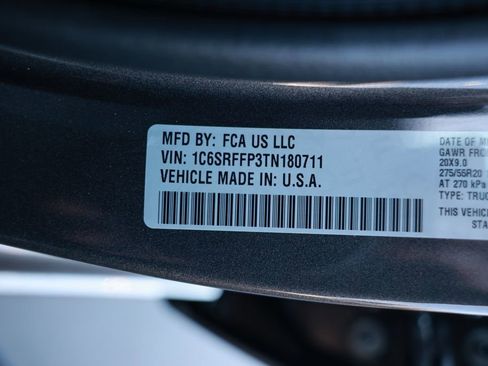 MFD BY: FCA US LLC
VIN: 1C6SRFFP3TN180711
VEHICLE MADE IN: U.S.A.
DATE OF M
GAWR FRO
20X9.0
275/55R20
AT 270 kPa
TYPE: TRUC
THIS VEHIC
STA